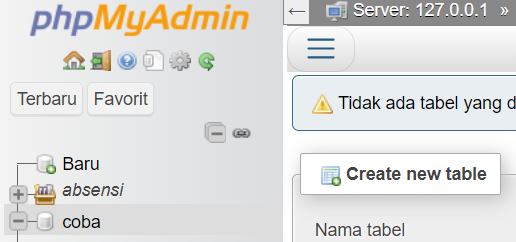 phpMyAdmin
Terbaru
Favorit
Baru
absensi
coba
Server: 127.0.0.1 »
Tidak ada tabel yang d
Create new table
Nama tabel